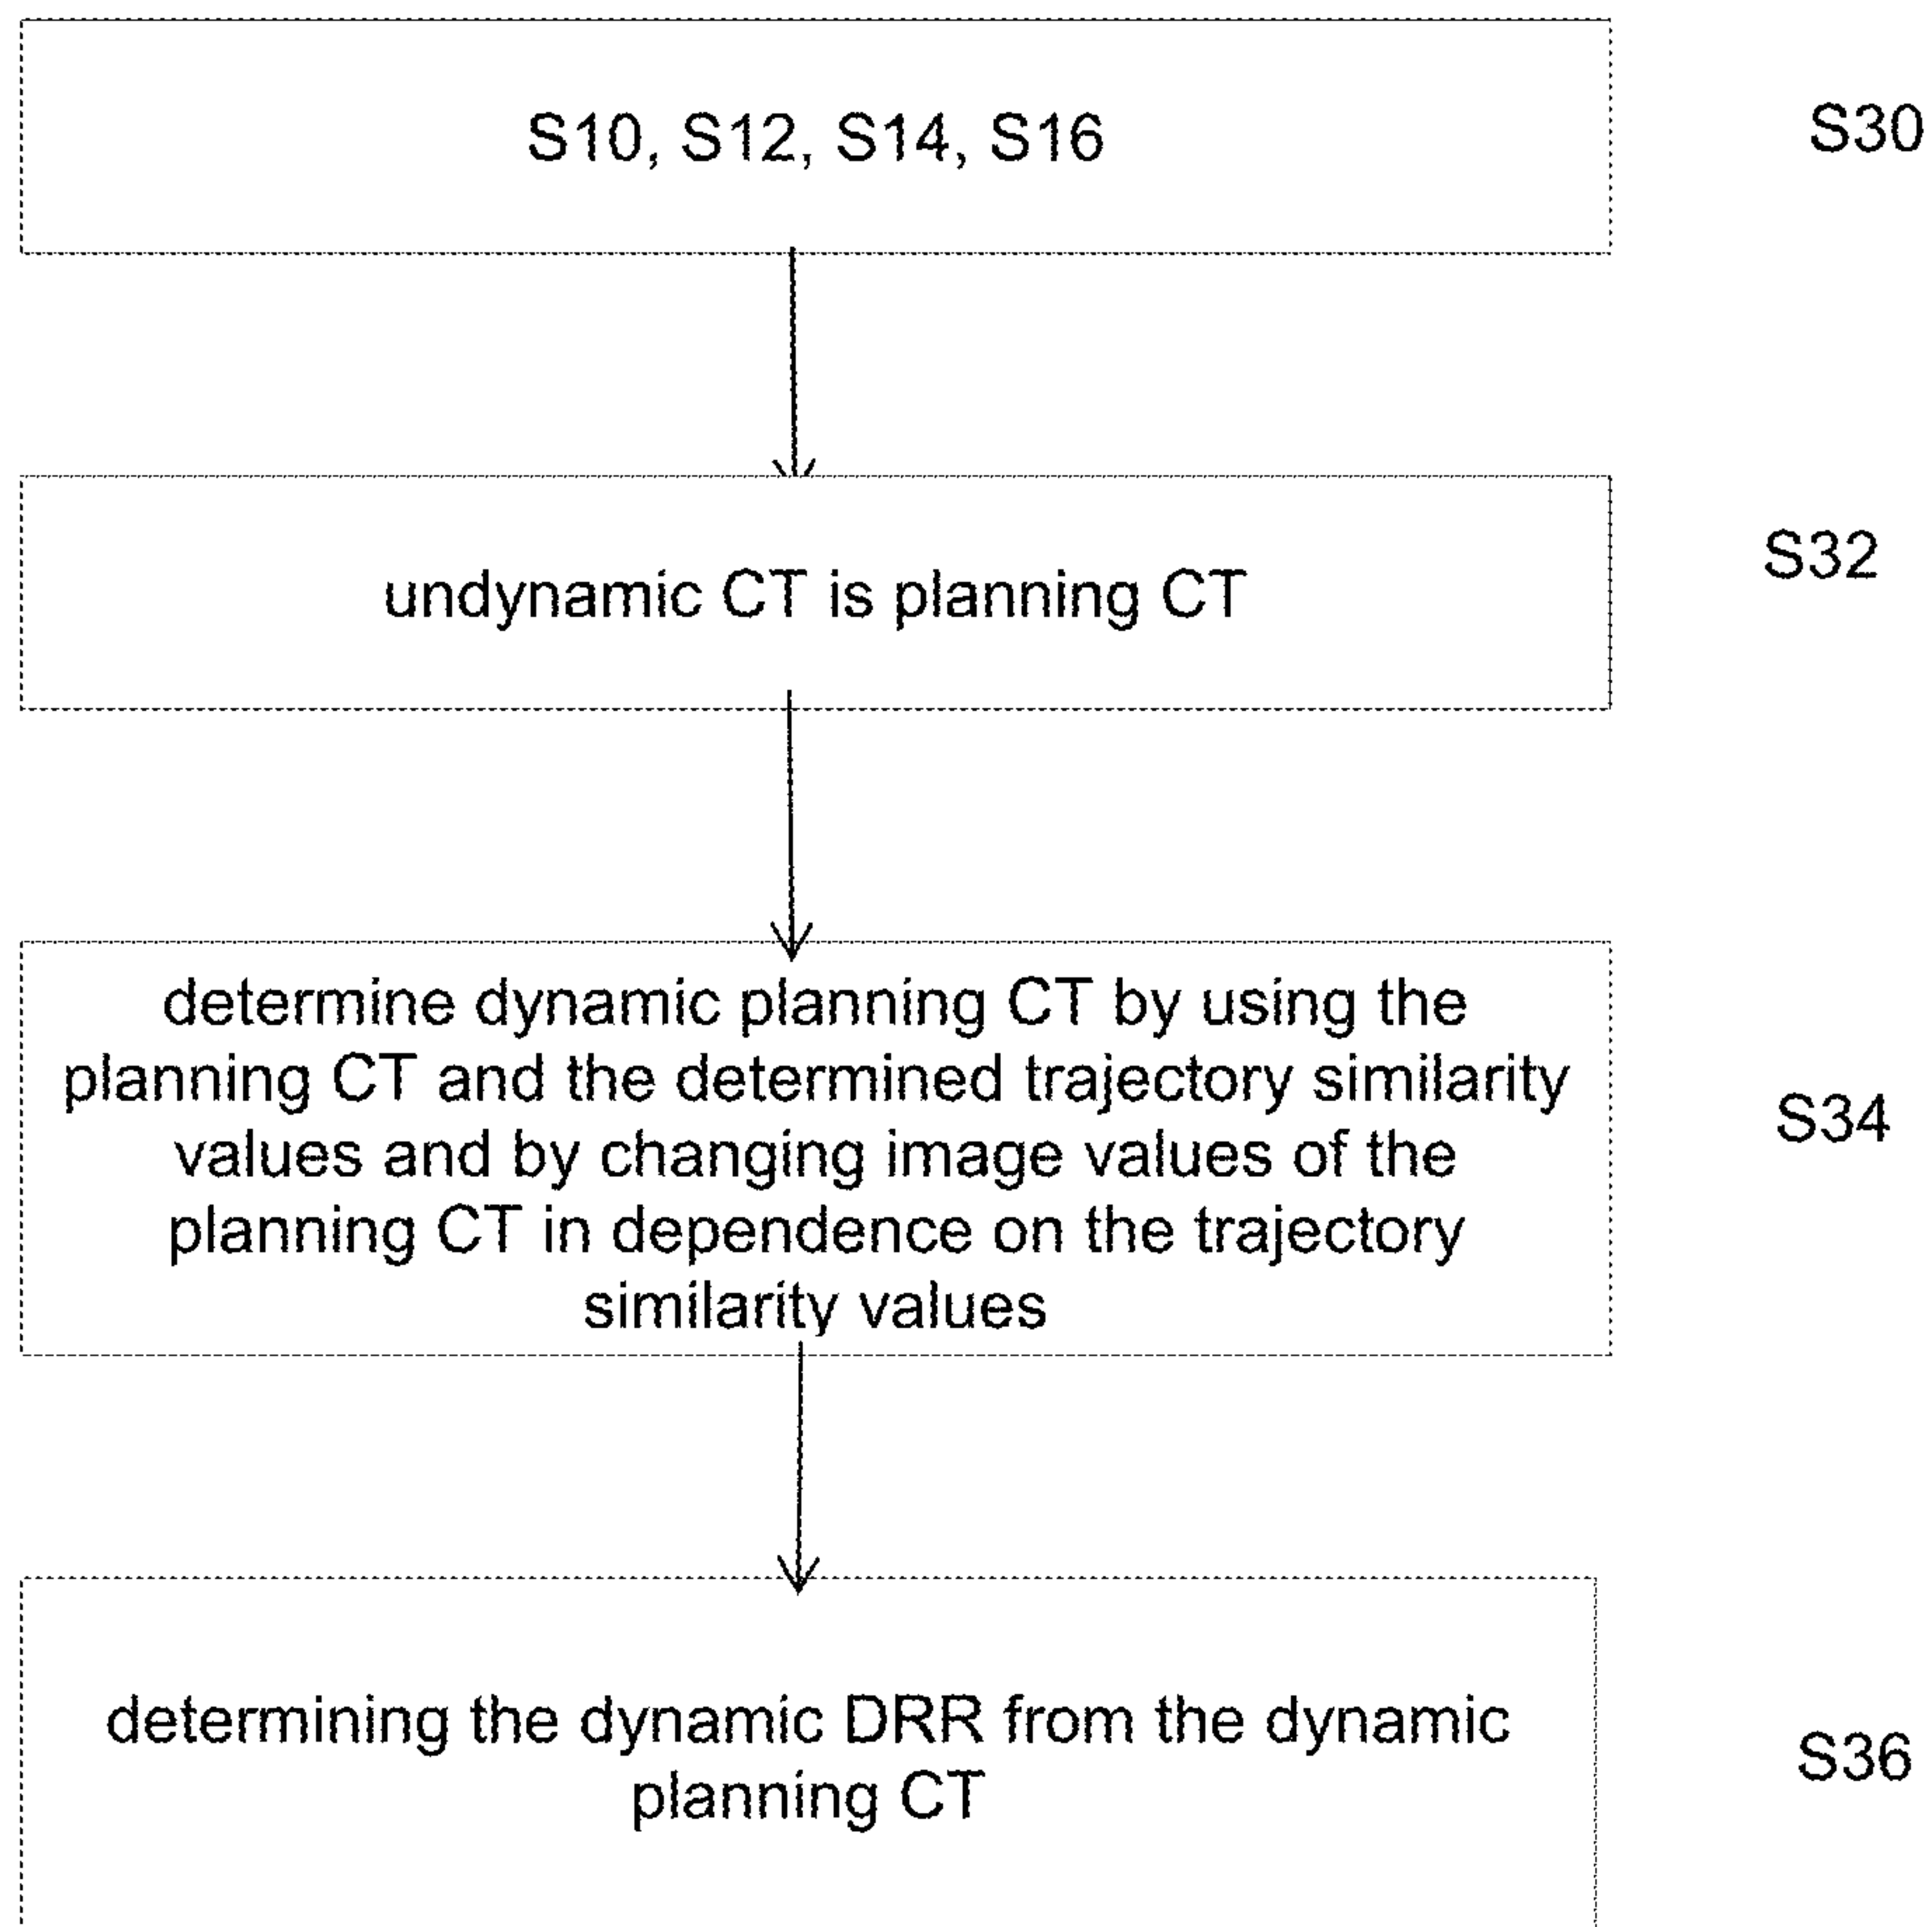 S10, S12, S14, S16
S30
undynamic CT is planning CT
S32
determine dynamic planning CT by using the
planning CT and the determined trajectory similarity
values and by changing image values of the
planning CT in dependence on the trajectory
similarity values
S34
determining the dynamic DRR from the dynamic
planning CT
S36